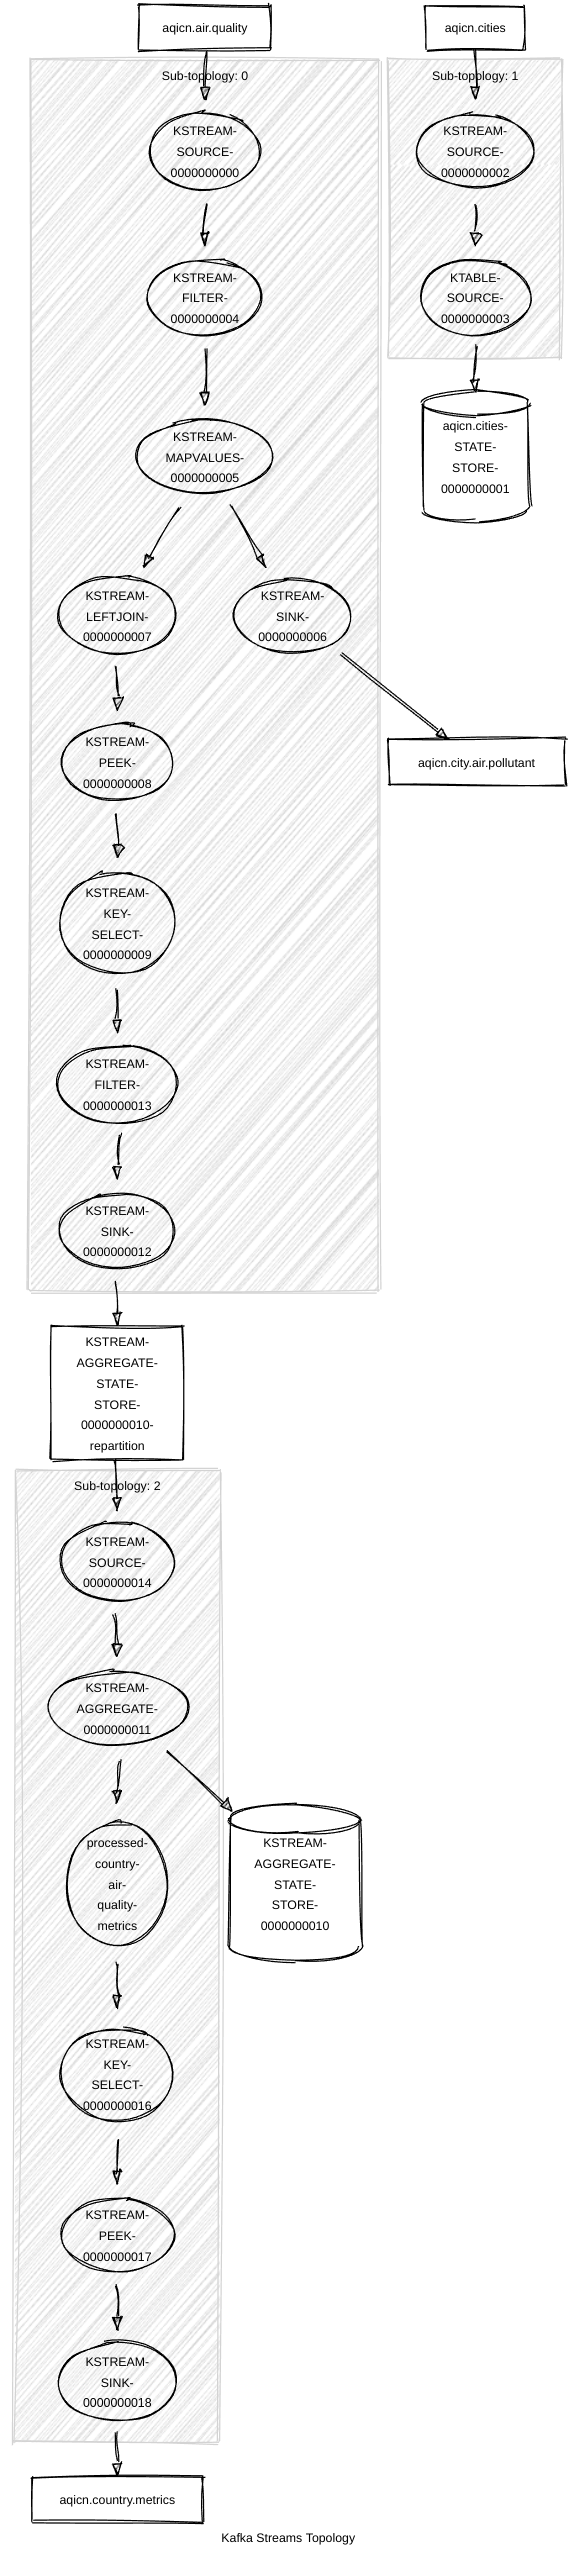 aqicn.air.quality
aqicn.cities
Sub-topology: 0
Sub-topology: 1
KSTREAM-
SOURCE-
0000000000
KSTREAM-
SOURCE-
0000000002
KSTREAM-
FILTER-
0000000004
KTABLE-
SOURCE-
0000000003
KSTREAM-
MAPVALUES-
0000000005
aqicn.cities-
STATE-
STORE-
0000000001
KSTREAM-
LEFTJOIN-
0000000007
KSTREAM-
SINK-
0000000006
KSTREAM-
PEEK-
0000000008
aqicn.city.air.pollutant
KSTREAM-
KEY-
SELECT-
0000000009
KSTREAM-
FILTER-
0000000013
KSTREAM-
SINK-
0000000012
KSTREAM-
AGGREGATE-
STATE-
STORE-
0000000010-
repartition
Sub-topology: 2
KSTREAM-
SOURCE-
0000000014
KSTREAM-
AGGREGATE-
0000000011
processed-
country-
air-
quality-
metrics
KSTREAM-
AGGREGATE-
STATE-
STORE-
0000000010
KSTREAM-
KEY-
SELECT-
0000000016
KSTREAM-
PEEK-
0000000017
KSTREAM-
SINK-
0000000018
aqicn.country.metrics
Kafka Streams Topology